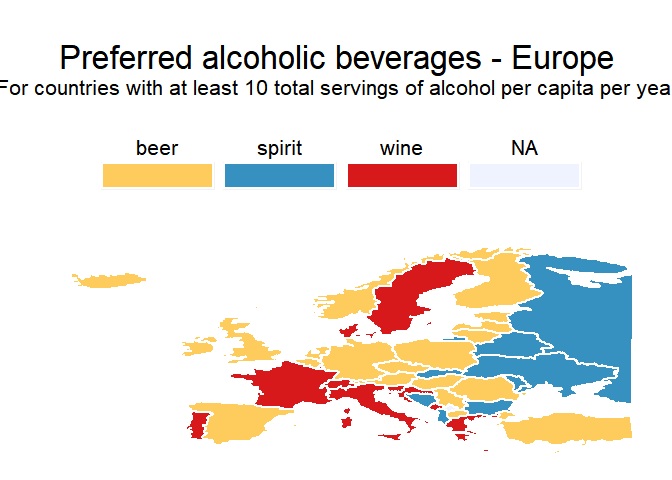 Preferred alcoholic beverages - Europe
For countries with at least 10 total servings of alcohol per capita per yea
beer spirit wine NA